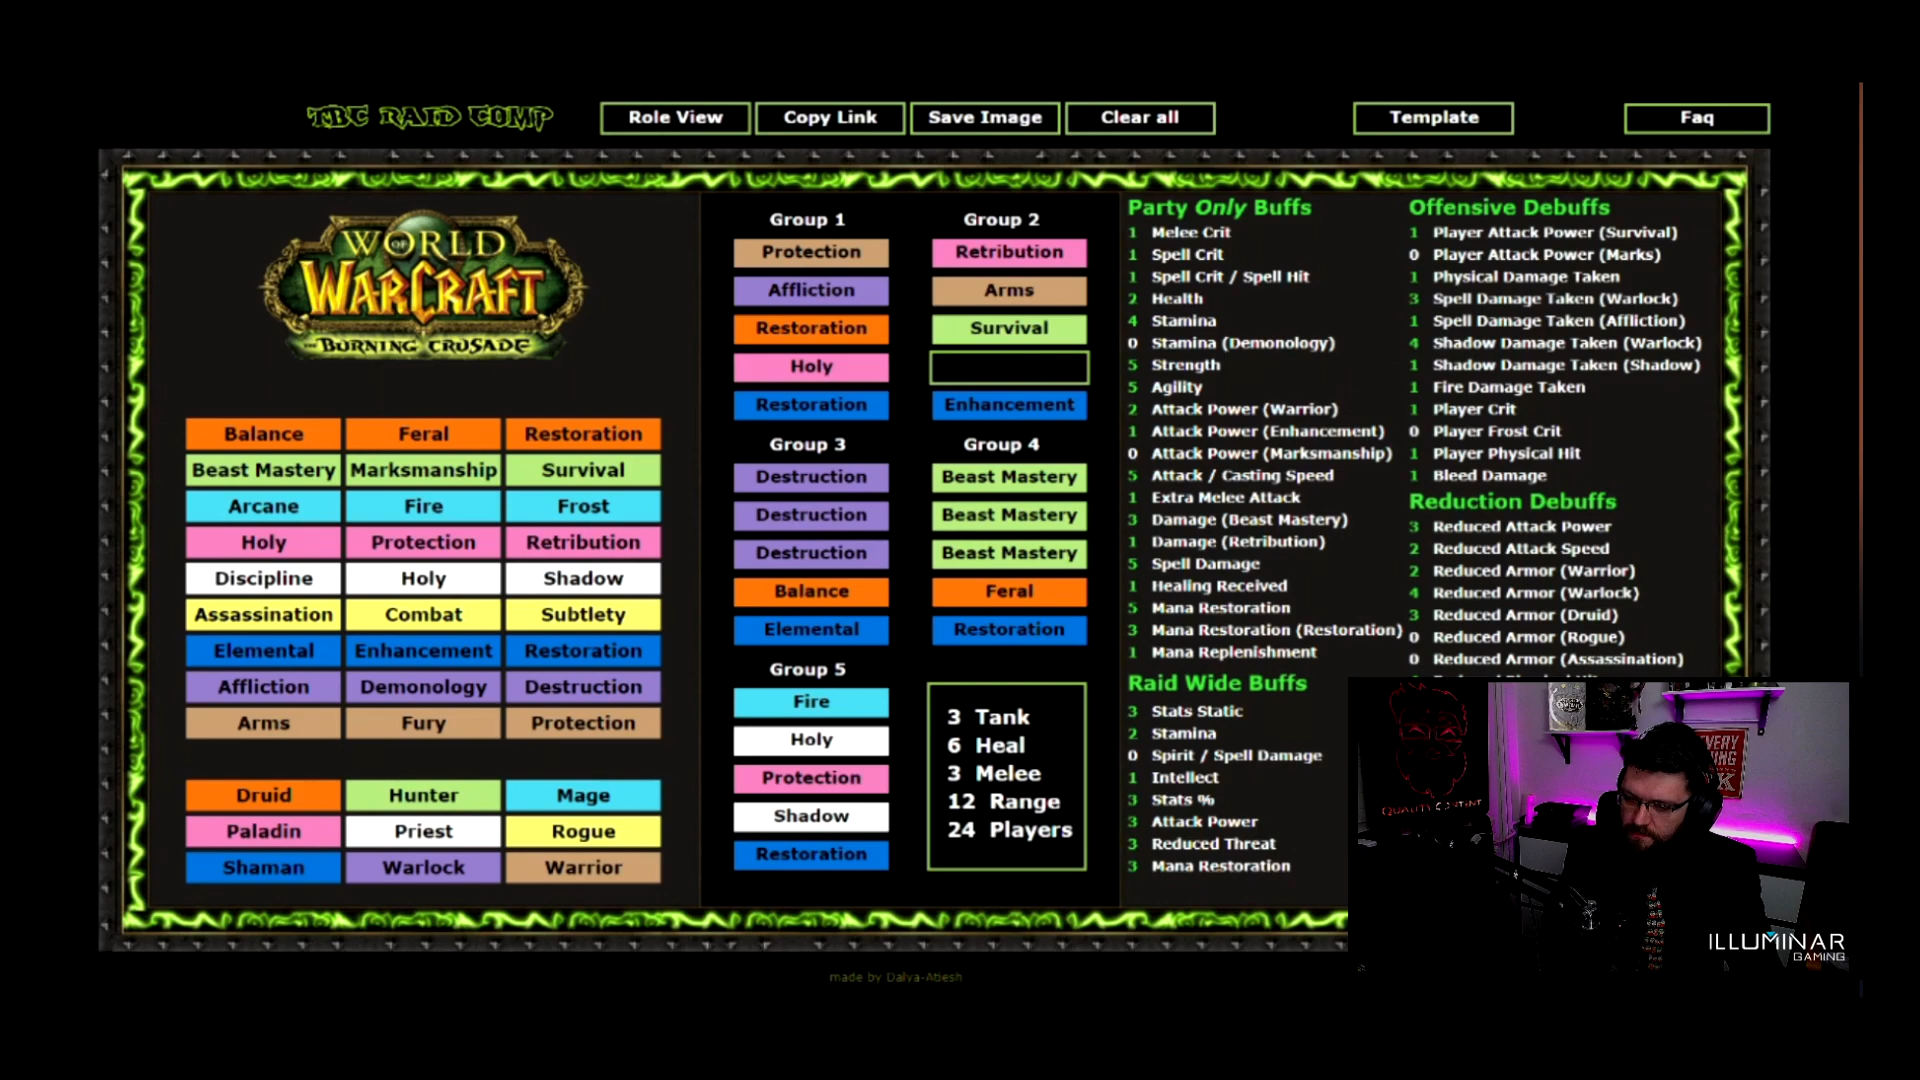 TBC RAID COMP
Role View
Copy Link
Save Image
Clear all
Template
Faq
WORLD
OF
WARCRAFT
THE BURNING CRUSADE
Balance Feral Restoration
Beast Mastery Marksmanship Survival
Arcane Fire Frost
Holy Protection Retribution
Discipline Holy Shadow
Assassination Combat Subtlety
Elemental Enhancement Restoration
Affliction Demonology Destruction
Arms Fury Protection
Druid Hunter Mage
Paladin Priest Rogue
Shaman Warlock Warrior
Group 1
Protection
Affliction
Restoration
Holy
Restoration
Group 2
Retribution
Arms
Survival
Enhancement
Group 3
Destruction
Destruction
Destruction
Balance
Elemental
Group 4
Beast Mastery
Beast Mastery
Beast Mastery
Feral
Restoration
Group 5
Fire
Holy
Protection
Shadow
Restoration
3 Tank
6 Heal
3 Melee
12 Range
24 Players
Party Only Buffs
1 Melee Crit
1 Spell Crit
1 Spell Crit / Spell Hit
2 Health
4 Stamina
0 Stamina (Demonology)
5 Strength
5 Agility
2 Attack Power (Warrior)
1 Attack Power (Enhancement)
0 Attack Power (Marksmanship)
5 Attack / Casting Speed
1 Extra Melee Attack
3 Damage (Beast Mastery)
1 Damage (Retribution)
5 Spell Damage
1 Healing Received
5 Mana Restoration
3 Mana Restoration (Restoration)
1 Mana Replenishment
Raid Wide Buffs
3 Stats Static
2 Stamina
0 Spirit / Spell Damage
1 Intellect
3 Stats %
3 Attack Power
3 Reduced Threat
3 Mana Restoration
Offensive Debuffs
1 Player Attack Power (Survival)
0 Player Attack Power (Marks)
1 Physical Damage Taken
3 Spell Damage Taken (Warlock)
1 Spell Damage Taken (Affliction)
4 Shadow Damage Taken (Warlock)
1 Shadow Damage Taken (Shadow)
1 Fire Damage Taken
1 Player Crit
0 Player Frost Crit
1 Player Physical Hit
1 Bleed Damage
Reduction Debuffs
3 Reduced Attack Power
2 Reduced Attack Speed
2 Reduced Armor (Warrior)
4 Reduced Armor (Warlock)
3 Reduced Armor (Druid)
0 Reduced Armor (Rogue)
0 Reduced Armor (Assassination)
QUALITY CONTENT
ILLUMINAR
GAMING
made by Dalya-Atiesh